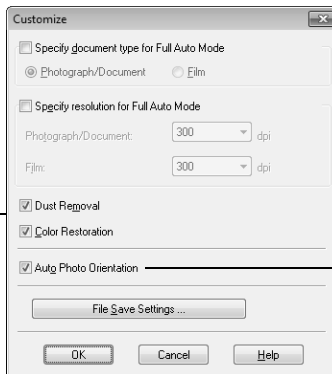 Customize
Specify document type for Full Auto Mode
Photograph/Document Film
Specify resolution for Full Auto Mode
Photograph/Document: 300 dpi
Film: 300 dpi
Dust Removal
Color Restoration
Auto Photo Orientation
File Save Settings ...
OK Cancel Help